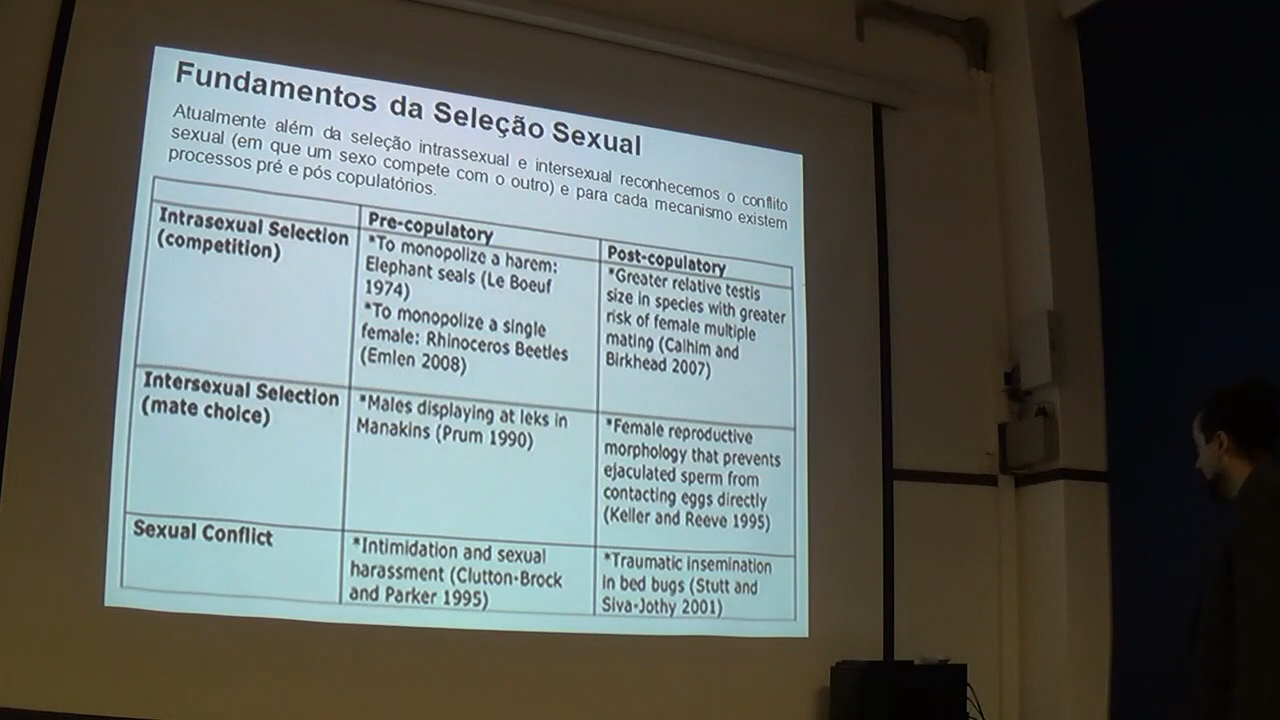 Fundamentos da Seleção Sexual
Atualmente além da seleção intrassexual e intersexual reconhecemos o conflito
sexual (em que um sexo compete com o outro) e para cada mecanismo existem
processos pré e pós copulatórios.
Pre-copulatory
Post-copulatory
Intrasexual Selection
(competition)
*To monopolize a harem:
Elephant seals (Le Boeuf
1974)
*To monopolize a single
female: Rhinoceros Beetles
(Emlen 2008)
*Greater relative testis
size in species with greater
risk of female multiple
mating (Calhim and
Birkhead 2007)
Intersexual Selection
(mate choice)
*Males displaying at leks in
Manakins (Prum 1990)
*Female reproductive
morphology that prevents
ejaculated sperm from
contacting eggs directly
(Keller and Reeve 1995)
Sexual Conflict
*Intimidation and sexual
harassment (Clutton-Brock
and Parker 1995)
*Traumatic insemination
in bed bugs (Stutt and
Siva-Jothy 2001)